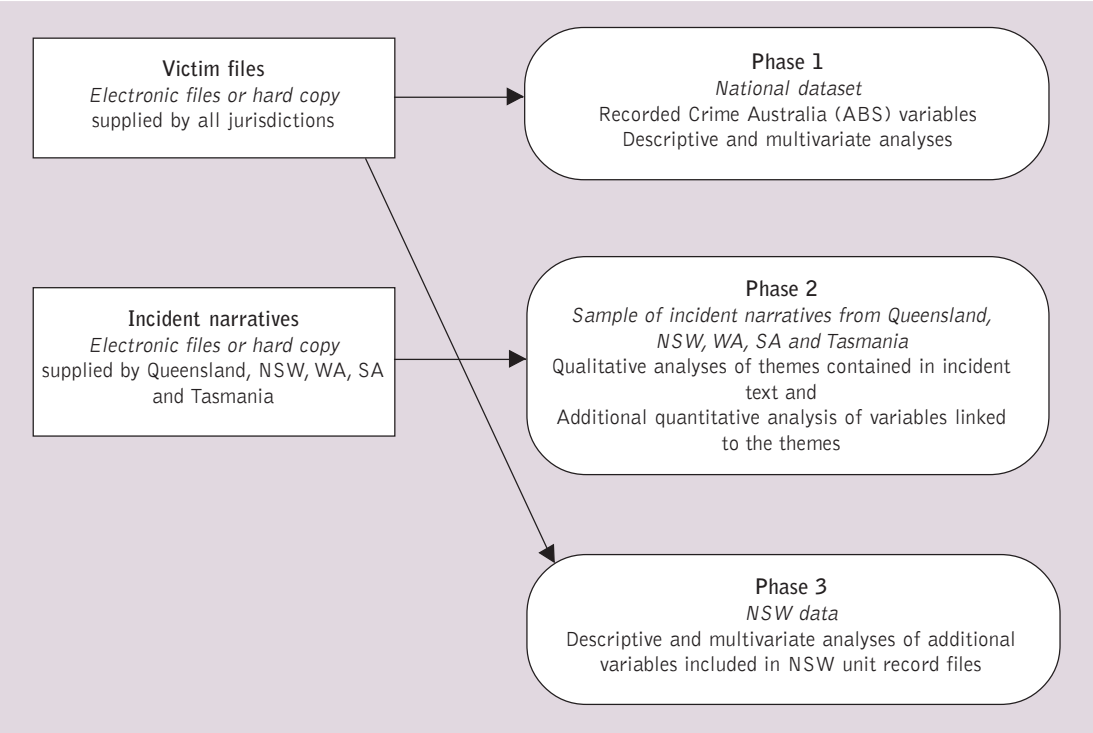 Victim files
Electronic files or hard copy
supplied by all jurisdictions
Phase 1
National dataset
Recorded Crime Australia (ABS) variables
Descriptive and multivariate analyses
Incident narratives
Electronic files or hard copy
supplied by Queensland, NSW, WA, SA
and Tasmania
Phase 2
Sample of incident narratives from Queensland,
NSW, WA, SA and Tasmania
Qualitative analyses of themes contained in incident
text and
Additional quantitative analysis of variables linked
to the themes
Phase 3
NSW data
Descriptive and multivariate analyses of additional
variables included in NSW unit record files